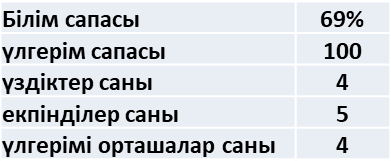 Білім сапасы 69%
үлгерім сапасы 100
үздіктер саны 4
екпінділер саны 5
үлгерімі орташалар саны 4